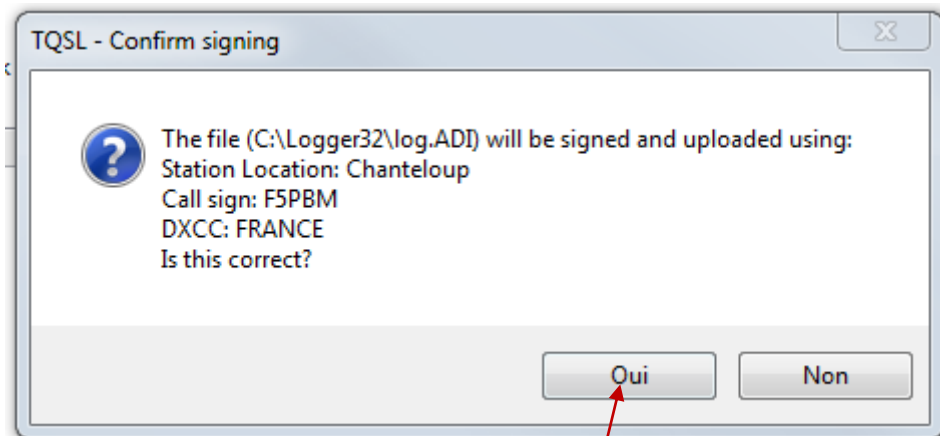 TQSL - Confirm signing
The file (C:\Logger32\log.ADI) will be signed and uploaded using:
Station Location: Chanteloup
Call sign: F5PBM
DXCC: FRANCE
Is this correct?
Oui
Non